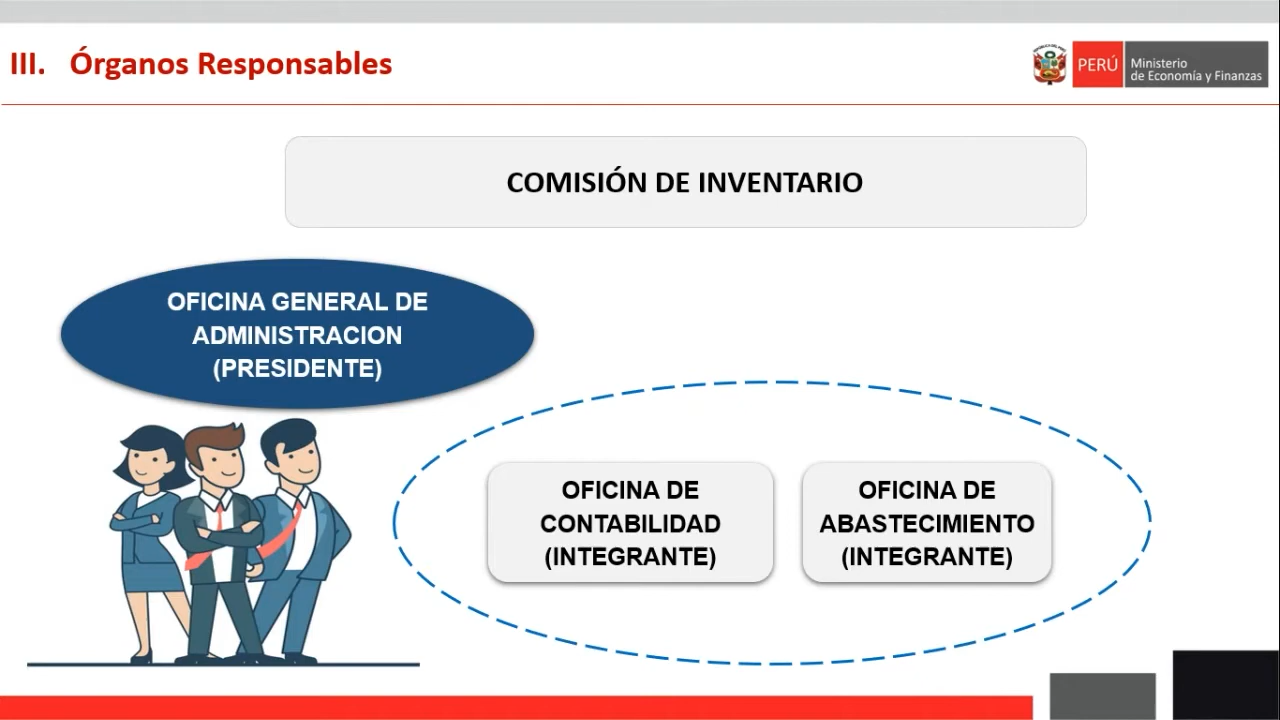 III. Órganos Responsables
PERÚ
Ministerio
de Economía y Finanzas
COMISIÓN DE INVENTARIO
OFICINA GENERAL DE
ADMINISTRACION
(PRESIDENTE)
OFICINA DE
CONTABILIDAD
(INTEGRANTE)
OFICINA DE
ABASTECIMIENTO
(INTEGRANTE)